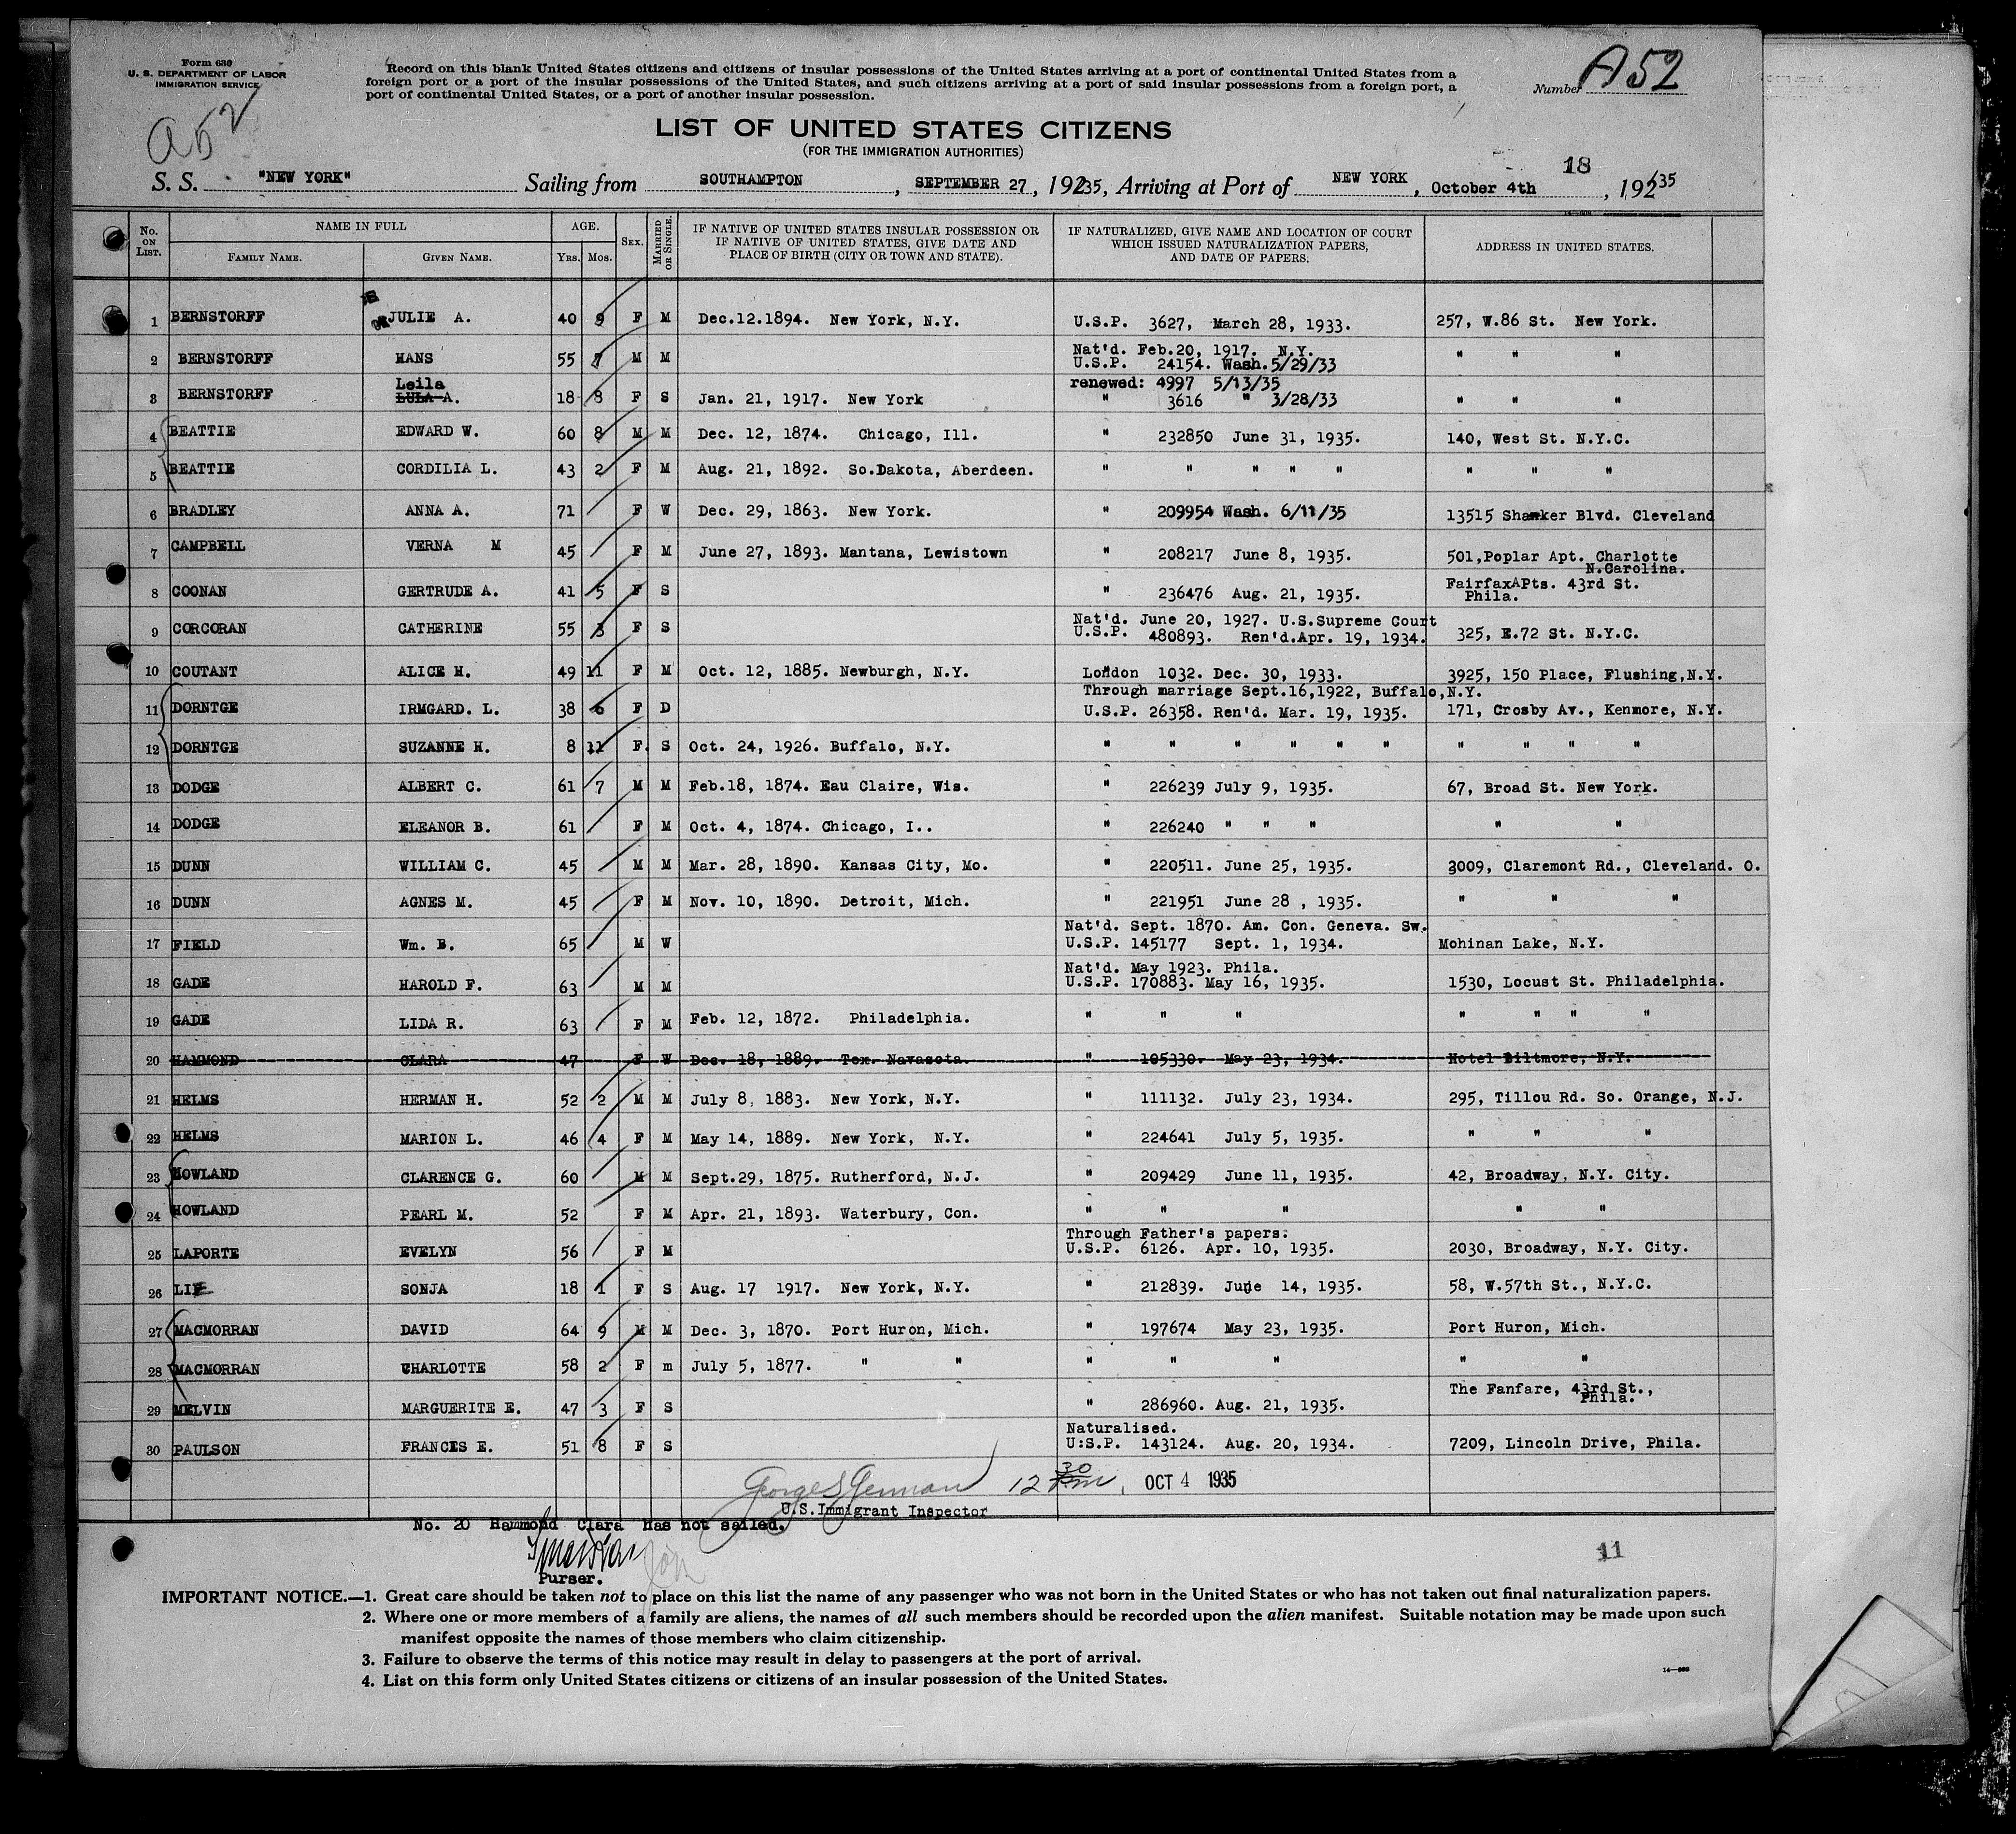 Form 630
U. S. DEPARTMENT OF LABOR
IMMIGRATION SERVICE
Record on this blank United States citizens and citizens of insular possessions of the United States arriving at a port of continental United States from a
foreign port or a port of the insular possessions of the United States, and such citizens arriving at a port of said insular possessions from a foreign port, a
port of continental United States, or a port of another insular possession.
Number A52
A52
LIST OF UNITED STATES CITIZENS
(FOR THE IMMIGRATION AUTHORITIES)
18
S. S. "NEW YORK" Sailing from SOUTHAMPTON, SEPTEMBER 27, 19235, Arriving at Port of NEW YORK, October 4th, 19235
No. ON LIST. NAME IN FULL FAMILY NAME. GIVEN NAME. AGE. YRS. MOS. SEX. MARRIED OR SINGLE. IF NATIVE OF UNITED STATES INSULAR POSSESSION OR IF NATIVE OF UNITED STATES, GIVE DATE AND PLACE OF BIRTH (CITY OR TOWN AND STATE). IF NATURALIZED, GIVE NAME AND LOCATION OF COURT WHICH ISSUED NATURALIZATION PAPERS, AND DATE OF PAPERS. ADDRESS IN UNITED STATES.
1 BERNSTORFF JULIE A. 40 9 F M Dec.12.1894. New York, N.Y. U.S.P. 3627, March 28, 1933. 257, W.86 St. New York.
2 BERNSTORFF HANS 55 7 M M Nat'd. Feb.20, 1917. N.Y. U.S.P. 24154. Wash.5/29/33 " " "
3 BERNSTORFF Leila LULA A. 18 8 F S Jan. 21, 1917. New York renewed: 4997 5/13/35 " 3616 " 3/28/33 " " "
4 BEATTIE EDWARD W. 60 8 M M Dec. 12, 1874. Chicago, Ill. " 232850 June 31, 1935. 140, West St. N.Y.C.
5 BEATTIE CORDILIA L. 43 2 F M Aug. 21, 1892. So.Dakota, Aberdeen. " " " " " " " "
6 BRADLEY ANNA A. 71 F W Dec. 29, 1863. New York. " 209954 Wash. 6/11/35 13515 Shawker Blvd. Cleveland
7 CAMPBELL VERNA M 45 F M June 27, 1893. Mantana, Lewistown " 208217 June 8, 1935. 501,Poplar Apt. Charlotte N.Carolina.
8 COONAN GERTRUDE A. 41 5 F S " 236476 Aug. 21, 1935. FairfaxAPts. 43rd St. Phila.
9 CORCORAN CATHERINE 55 3 F S Nat'd. June 20, 1927. U.S.Supreme Court U.S.P. 480893. Ren'd.Apr. 19, 1934. 325, E.72 St. N.Y.C.
10 COUTANT ALICE H. 49 11 F M Oct. 12, 1885. Newburgh, N.Y. London 1032. Dec. 30, 1933. 3925, 150 Place, Flushing,N.Y.
11 DORNTGE IRMGARD. L. 38 6 F D Through marriage Sept.16,1922, Buffalo,N.Y. U.S.P. 26358. Ren'd. Mar. 19, 1935. 171, Crosby Av., Kenmore, N.Y.
12 DORNTGE SUZANNE H. 8 11 F. S Oct. 24, 1926. Buffalo, N.Y. " " " " " " " " " "
13 DODGE ALBERT C. 61 7 M M Feb.18, 1874. Eau Claire, Wis. " 226239 July 9, 1935. 67, Broad St. New York.
14 DODGE ELEANOR B. 61 F M Oct. 4, 1874. Chicago, I.. " 226240 " " " " "
15 DUNN WILLIAM C. 45 M M Mar. 28, 1890. Kansas City, Mo. " 220511. June 25, 1935. 3009, Claremont Rd., Cleveland. O.
16 DUNN AGNES M. 45 F M Nov. 10, 1890. Detroit, Mich. " 221951 June 28 , 1935. " " "
17 FIELD Wm. B. 65 M W Nat'd. Sept. 1870. Am. Con. Geneva. Sw. U.S.P. 145177 Sept. 1, 1934. Mohinan Lake, N.Y.
18 GADE HAROLD F. 63 M M Nat'd. May 1923. Phila. U.S.P. 170883. May 16, 1935. 1530, Locust St. Philadelphia.
19 GADE LIDA R. 63 F M Feb. 12, 1872. Philadelphia. " " " " " " "
20 HAMMOND CLARA 47 F W Dec. 18, 1889. Tex. Navasota. " 105330. May 23, 1934. Hotel Biltmore, N.Y.
21 HELMS HERMAN H. 52 2 M M July 8, 1883. New York, N.Y. " 111132. July 23, 1934. 295, Tillou Rd. So. Orange, N.J.
22 HELMS MARION L. 46 4 F M May 14, 1889. New York, N.Y. " 224641 July 5, 1935. " " "
23 HOWLAND CLARENCE G. 60 M M Sept.29, 1875. Rutherford, N.J. " 209429 June 11, 1935. 42, Broadway, N.Y. City.
24 HOWLAND PEARL M. 52 F M Apr. 21, 1893. Waterbury, Con. " " " " "
25 LAPORTE EVELYN 56 F M Through Father's papers: U.S.P. 6126. Apr. 10, 1935. 2030, Broadway, N.Y. City.
26 LIE SONJA 18 1 F S Aug. 17 1917. New York, N.Y. " 212839. June 14, 1935. 58, W.57th St., N.Y.C.
27 MACMORRAN DAVID 64 9 M M Dec. 3, 1870. Port Huron, Mich. " 197674 May 23, 1935. Port Huron, Mich.
28 MACMORRAN CHARLOTTE 58 2 F m July 5, 1877. " " " " " " "
29 MELVIN MARGUERITE E. 47 3 F S " 286960. Aug. 21, 1935. The Fanfare, 43rd St., Phila.
30 PAULSON FRANCES E. 51 8 F S Naturalised. U:S.P. 143124. Aug. 20, 1934. 7209, Lincoln Drive, Phila.
12 30 pm OCT 4 1935
U.S.Immigrant Inspector
No. 20 Hammond Clara has not sailed.
Purser.
11
IMPORTANT NOTICE.—1. Great care should be taken not to place on this list the name of any passenger who was not born in the United States or who has not taken out final naturalization papers.
2. Where one or more members of a family are aliens, the names of all such members should be recorded upon the alien manifest. Suitable notation may be made upon such
manifest opposite the names of those members who claim citizenship.
3. Failure to observe the terms of this notice may result in delay to passengers at the port of arrival.
4. List on this form only United States citizens or citizens of an insular possession of the United States.